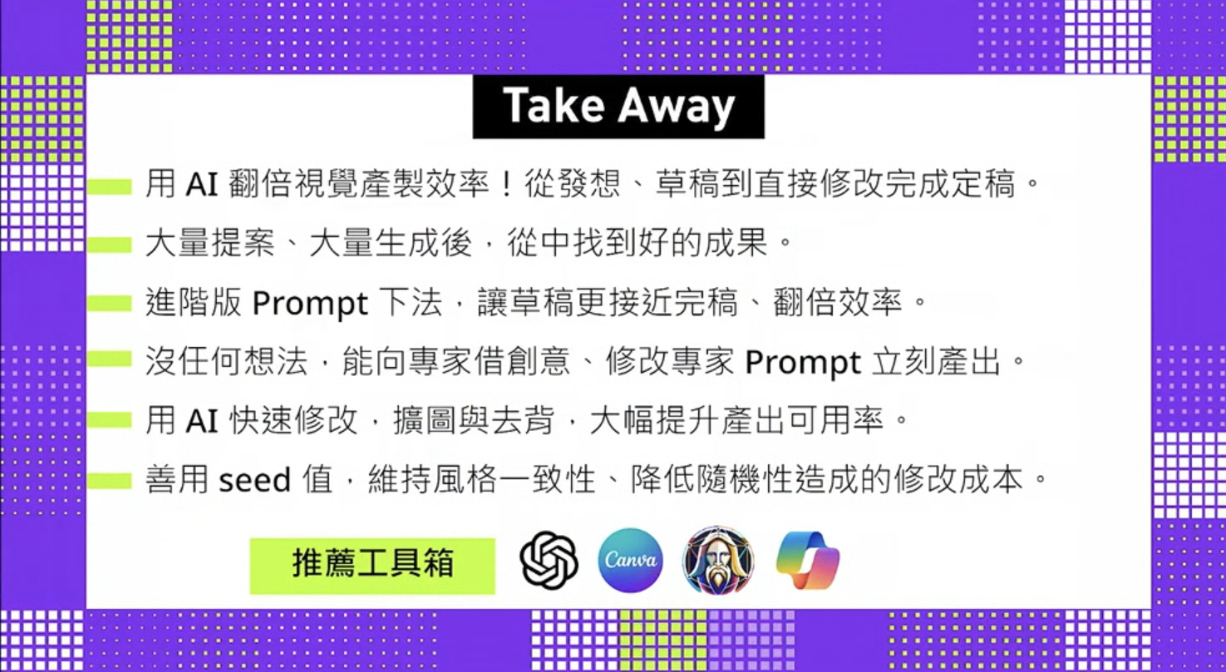 Take Away
用 AI 翻倍視覺產製效率！從發想、草稿到直接修改完成定稿。
大量提案、大量生成後，從中找到好的成果。
進階版 Prompt 下法，讓草稿更接近完稿、翻倍效率。
沒任何想法，能向專家借創意、修改專家 Prompt 立刻產出。
用 AI 快速修改，擴圖與去背，大幅提升產出可用率。
善用 seed 值，維持風格一致性、降低隨機性造成的修改成本。
推薦工具箱
Canva